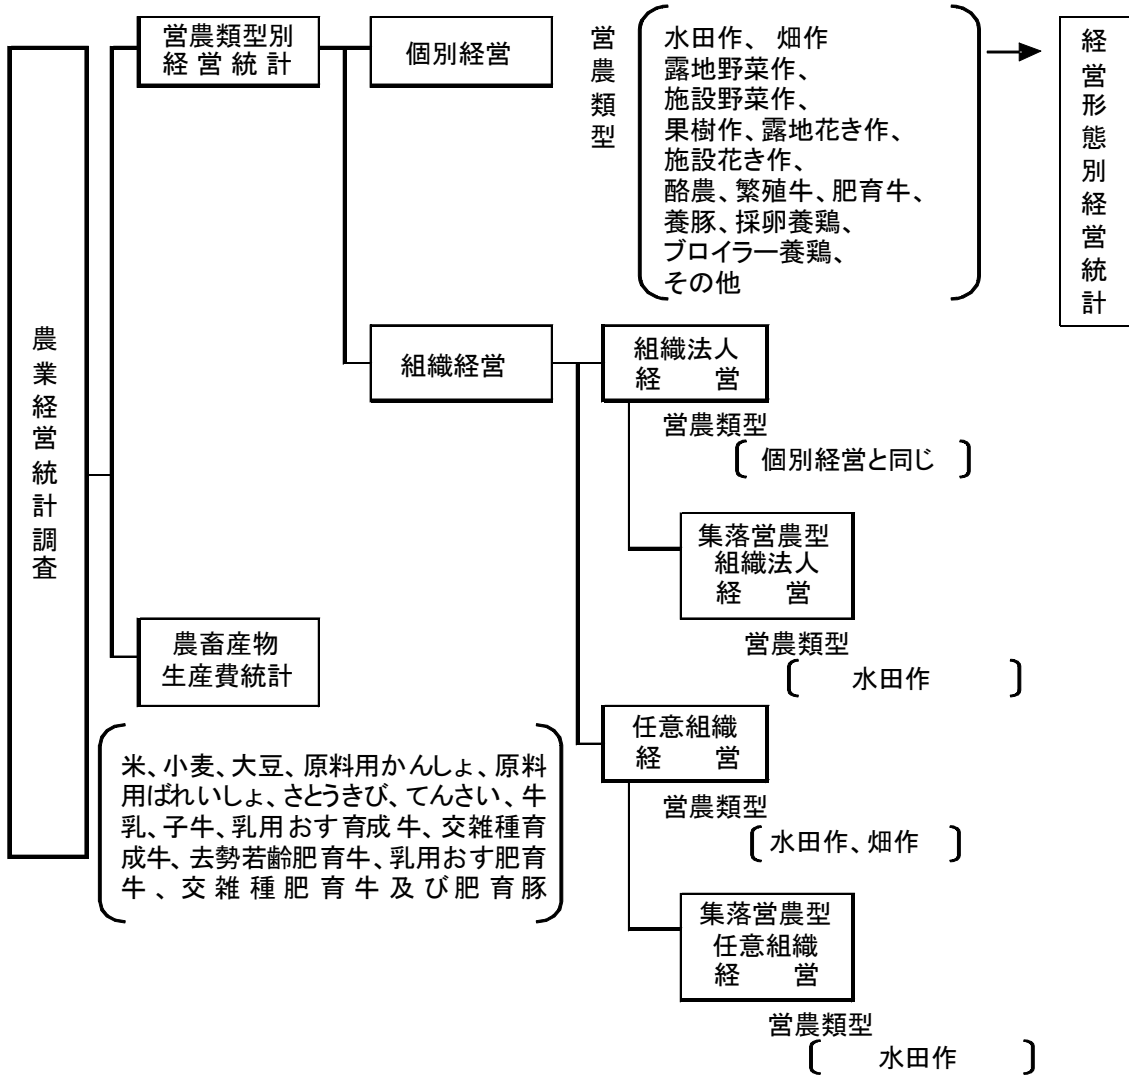 農業経営統計調査
営農類型別
経営統計
個別経営
営農類型
水田作、 畑作
露地野菜作、
施設野菜作、
果樹作、露地花き作、
施設花き作、
酪農、繁殖牛、肥育牛、
養豚、採卵養鶏、
ブロイラー養鶏、
その他
経営形態別経営統計
組織経営
組織法人
経　　営
営農類型
個別経営と同じ
集落営農型
組織法人
経　　営
営農類型
水田作
任意組織
経　　営
営農類型
水田作、畑作
集落営農型
任意組織
経　　営
営農類型
水田作
農畜産物
生産費統計
米、小麦、大豆、原料用かんしょ、原料
用ばれいしょ、さとうきび、てんさい、牛
乳、子牛、乳用おす育成牛、交雑種育
成牛、去勢若齢肥育牛、乳用おす肥育
牛、交雑種肥育牛及び肥育豚